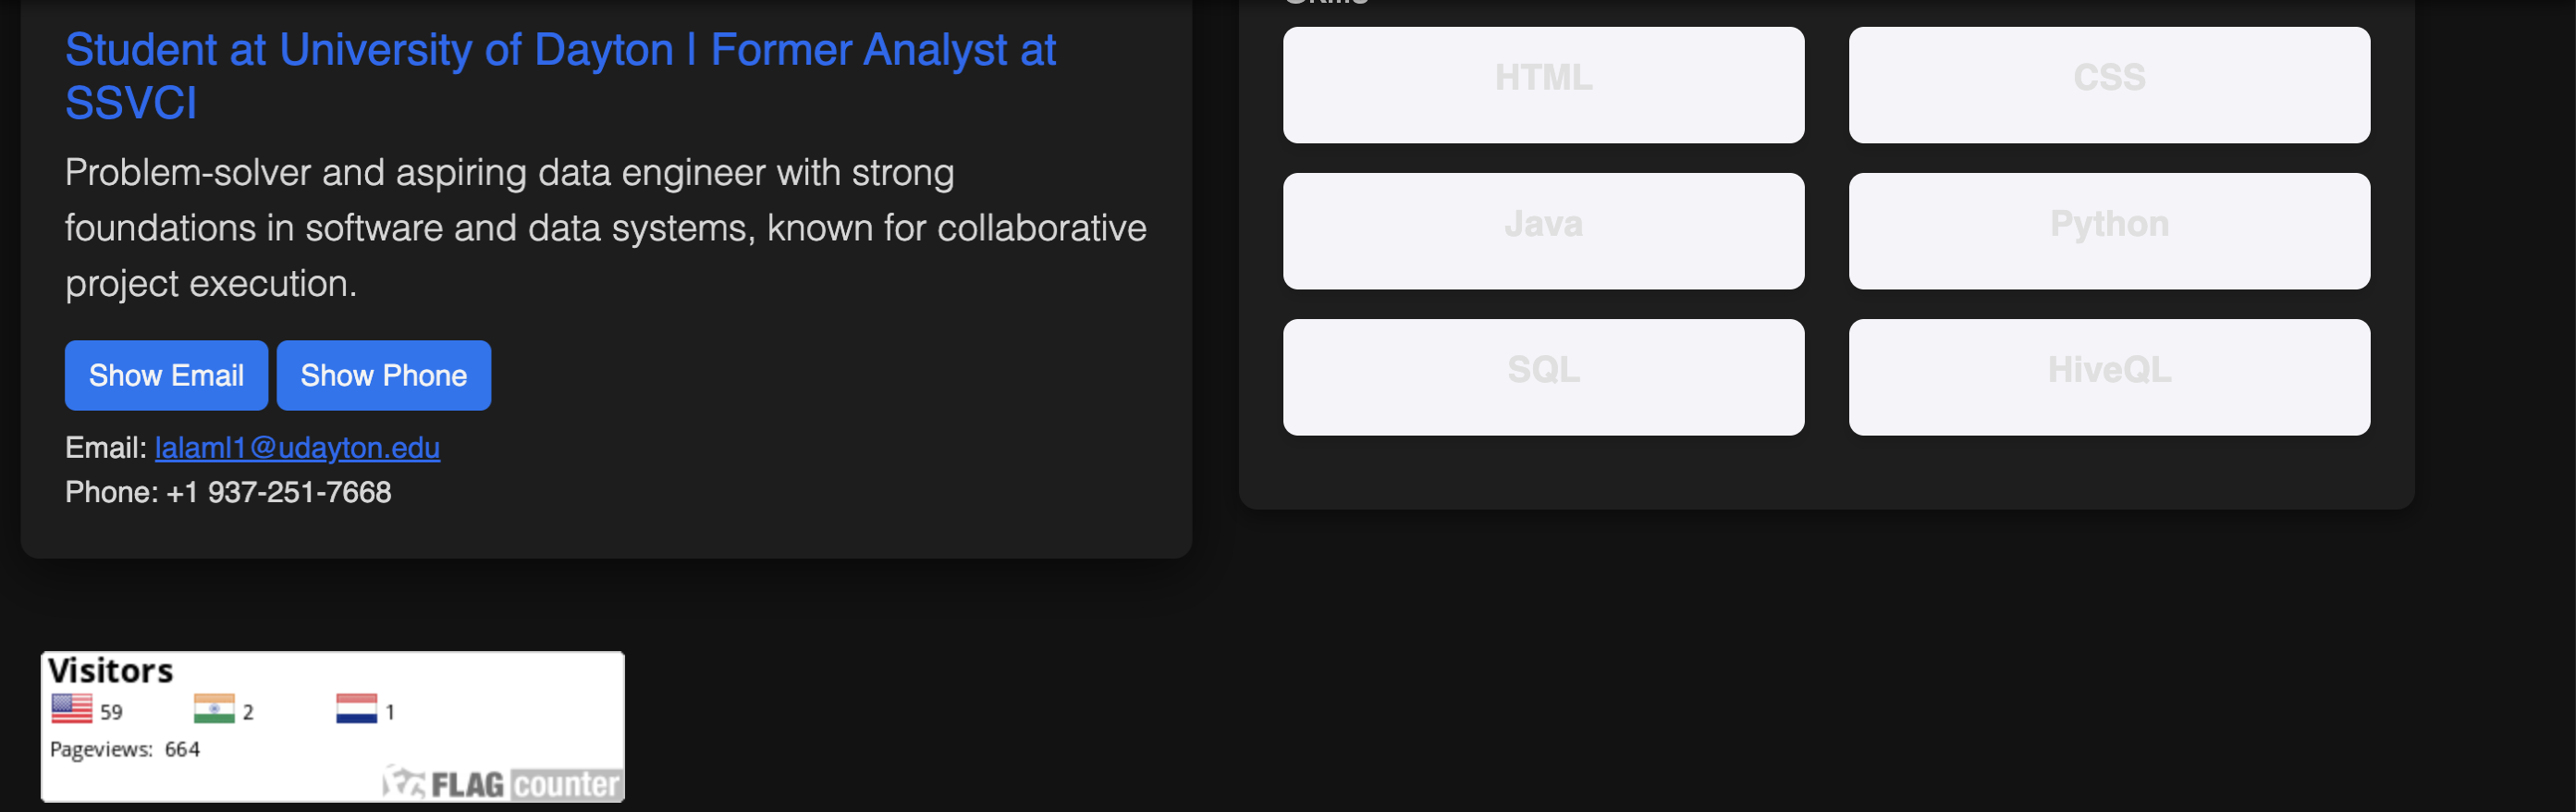 Student at University of Dayton | Former Analyst at
SSVCI
Problem-solver and aspiring data engineer with strong
foundations in software and data systems, known for collaborative
project execution.
Show Email Show Phone
Email: lalaml1@udayton.edu
Phone: +1 937-251-7668
HTML CSS
Java Python
SQL HiveQL
Visitors
59 2 1
Pageviews: 664
FLAG counter